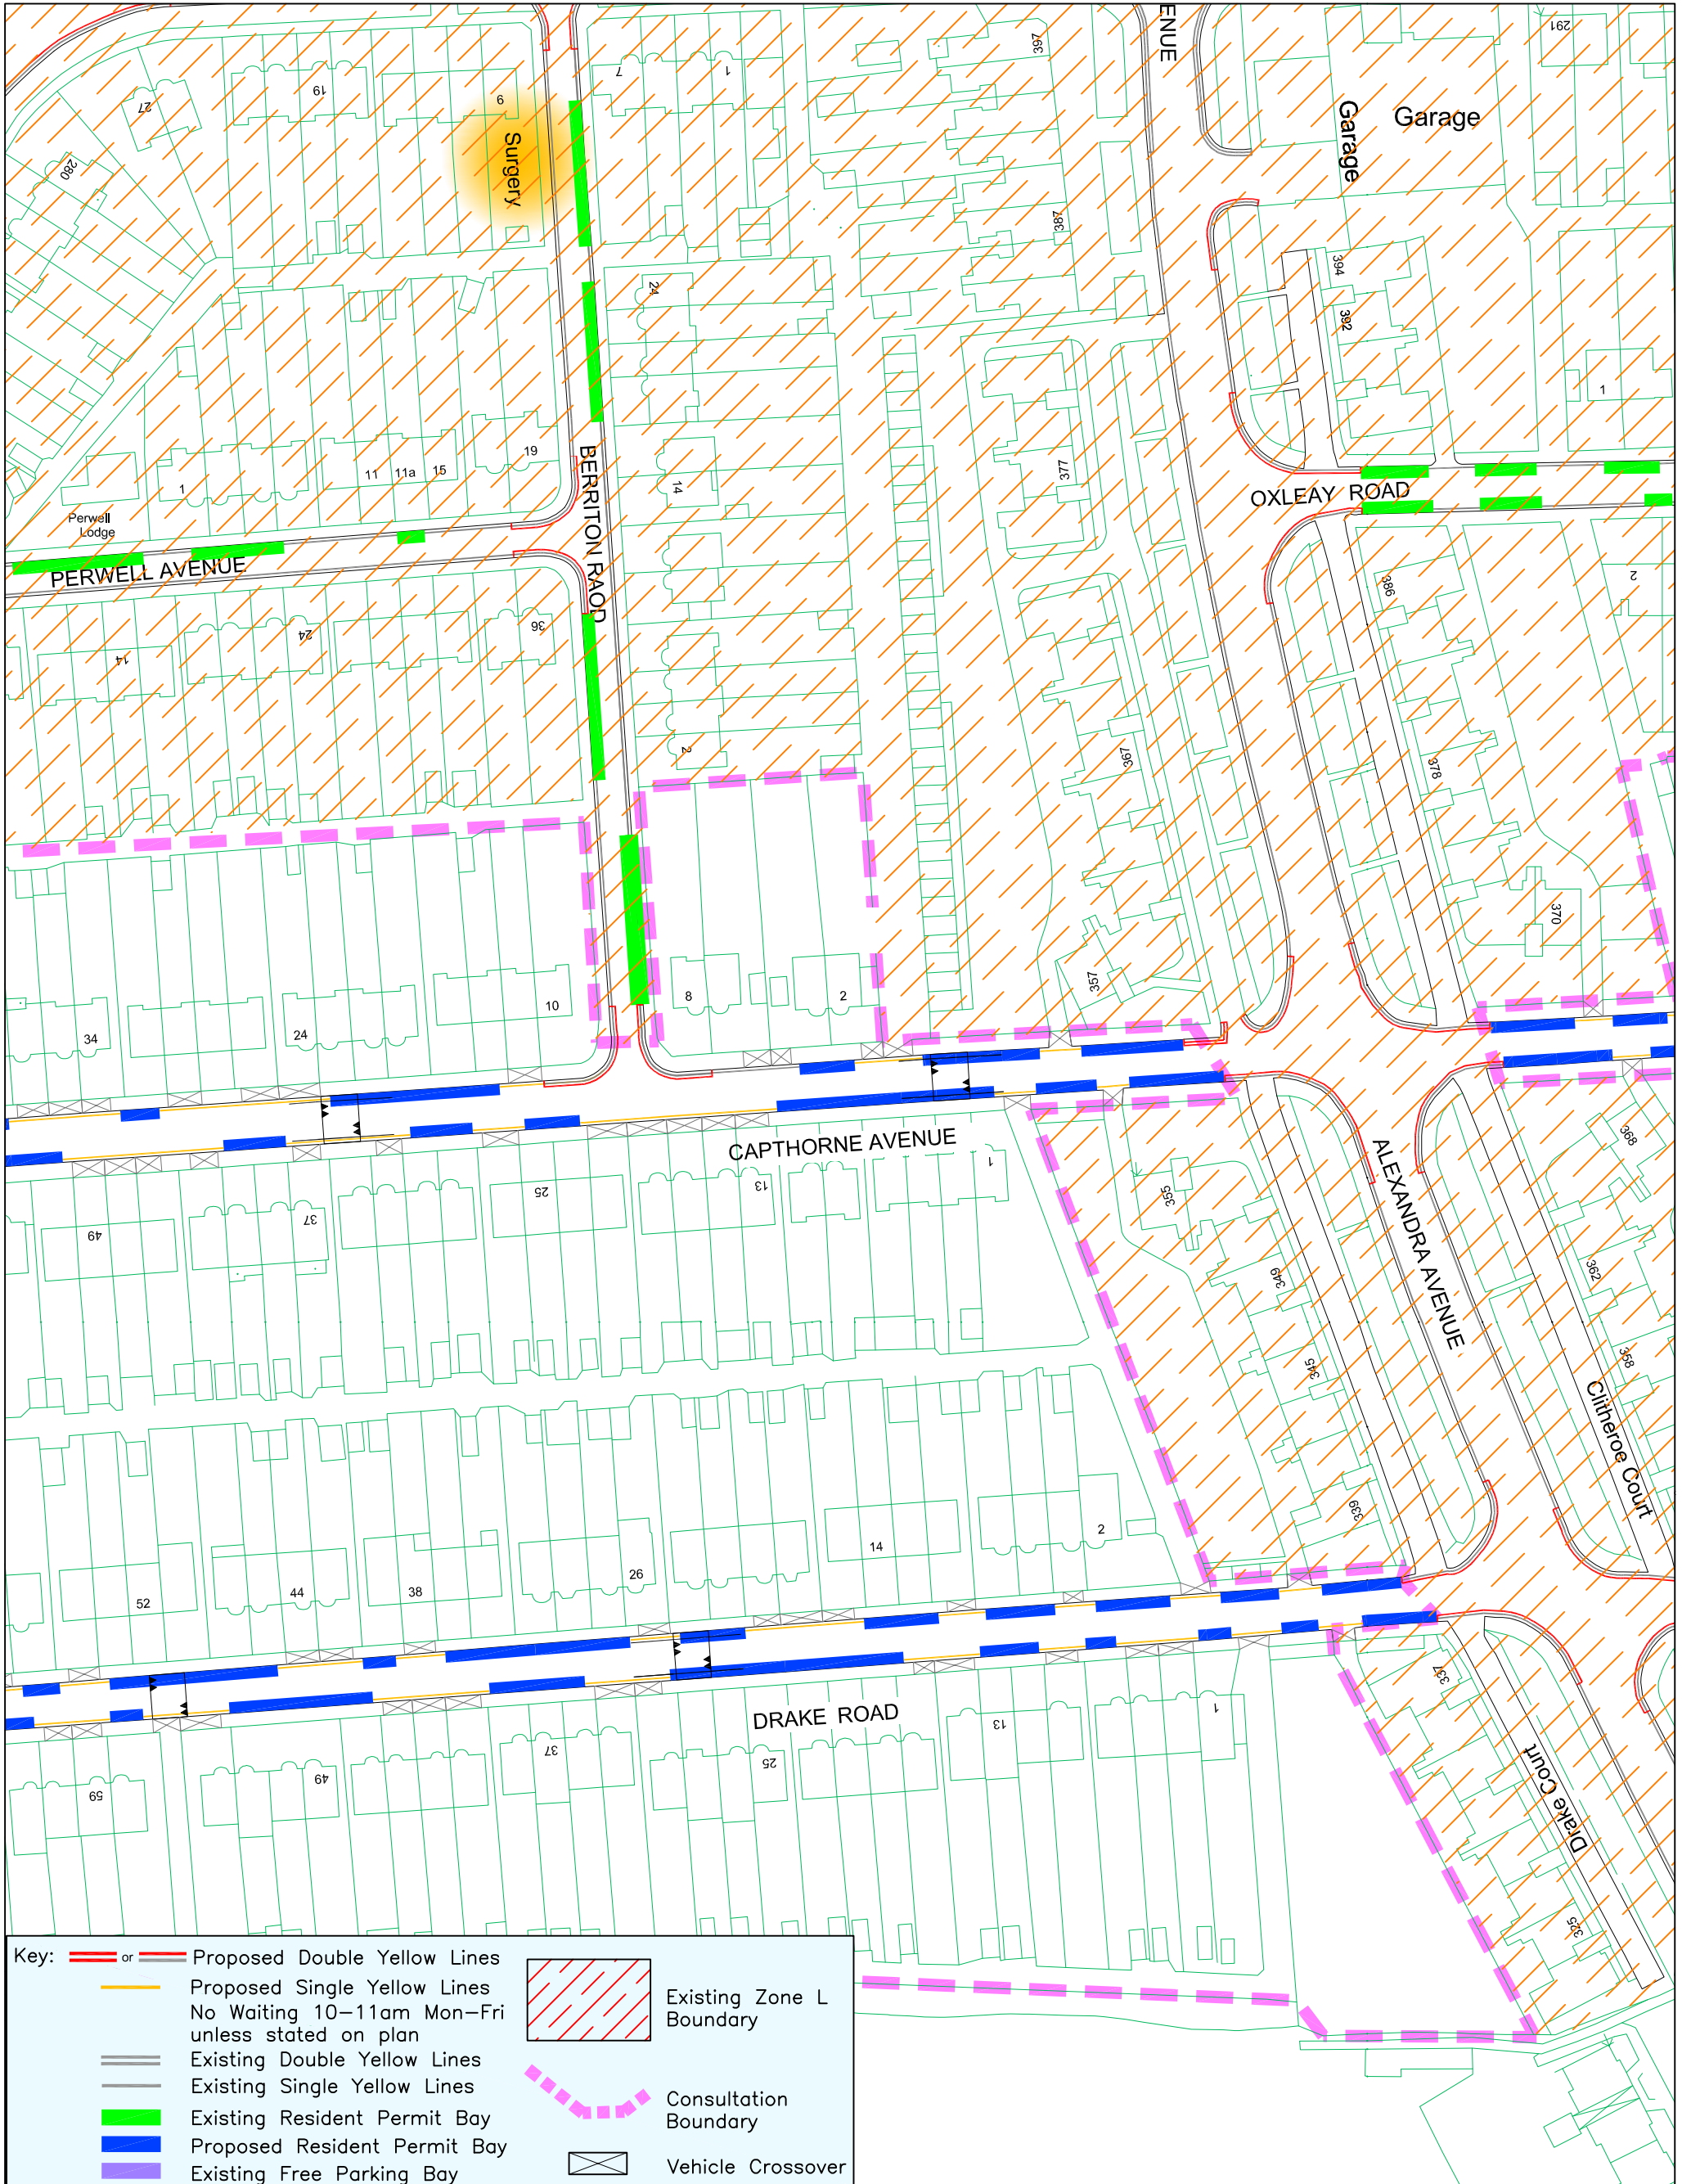 ENUE
291
397
7
1
19
9
27
Surgery
Garage
Garage
280
387
24
394
392
1
19
1
11
11a
15
14
377
OXLEAY ROAD
BERRITON RAOD
Perwell
Lodge
PERWELL AVENUE
386
2
36
24
14
2
367
378
370
357
8
2
10
24
34
CAPTHORNE AVENUE
ALEXANDRA AVENUE
368
1
13
25
37
49
355
349
362
345
358
Clitheroe Court
339
2
14
26
38
44
52
337
DRAKE ROAD
1
13
25
37
49
59
Drake Court
325
Key:
or
Proposed Double Yellow Lines
Proposed Single Yellow Lines
No Waiting 10-11am Mon-Fri
unless stated on plan
Existing Double Yellow Lines
Existing Single Yellow Lines
Existing Resident Permit Bay
Proposed Resident Permit Bay
Existing Free Parking Bay
Existing Zone L
Boundary
Consultation
Boundary
Vehicle Crossover